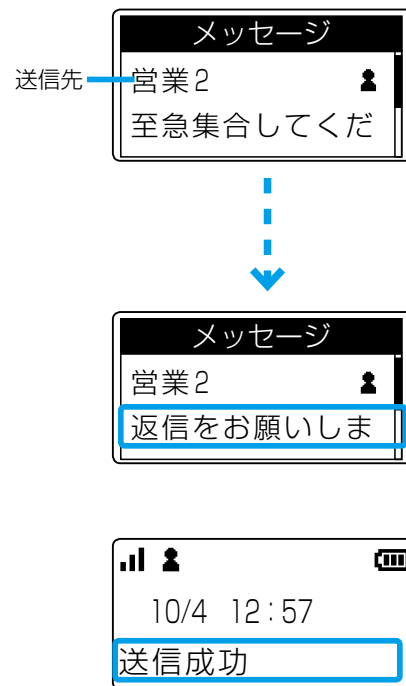 メッセージ
送信先
営業2
至急集合してくだ
メッセージ
営業2
返信をお願いしま
10/4 12:57
送信成功